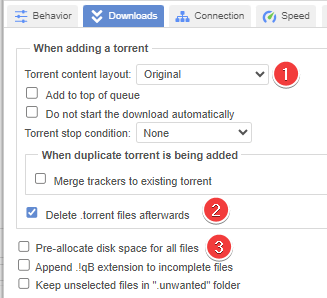 Behavior Downloads Connection Speed
When adding a torrent
Torrent content layout: Original 1
Add to top of queue
Do not start the download automatically
Torrent stop condition: None
When duplicate torrent is being added
Merge trackers to existing torrent
Delete .torrent files afterwards 2
Pre-allocate disk space for all files 3
Append .!qB extension to incomplete files
Keep unselected files in ".unwanted" folder